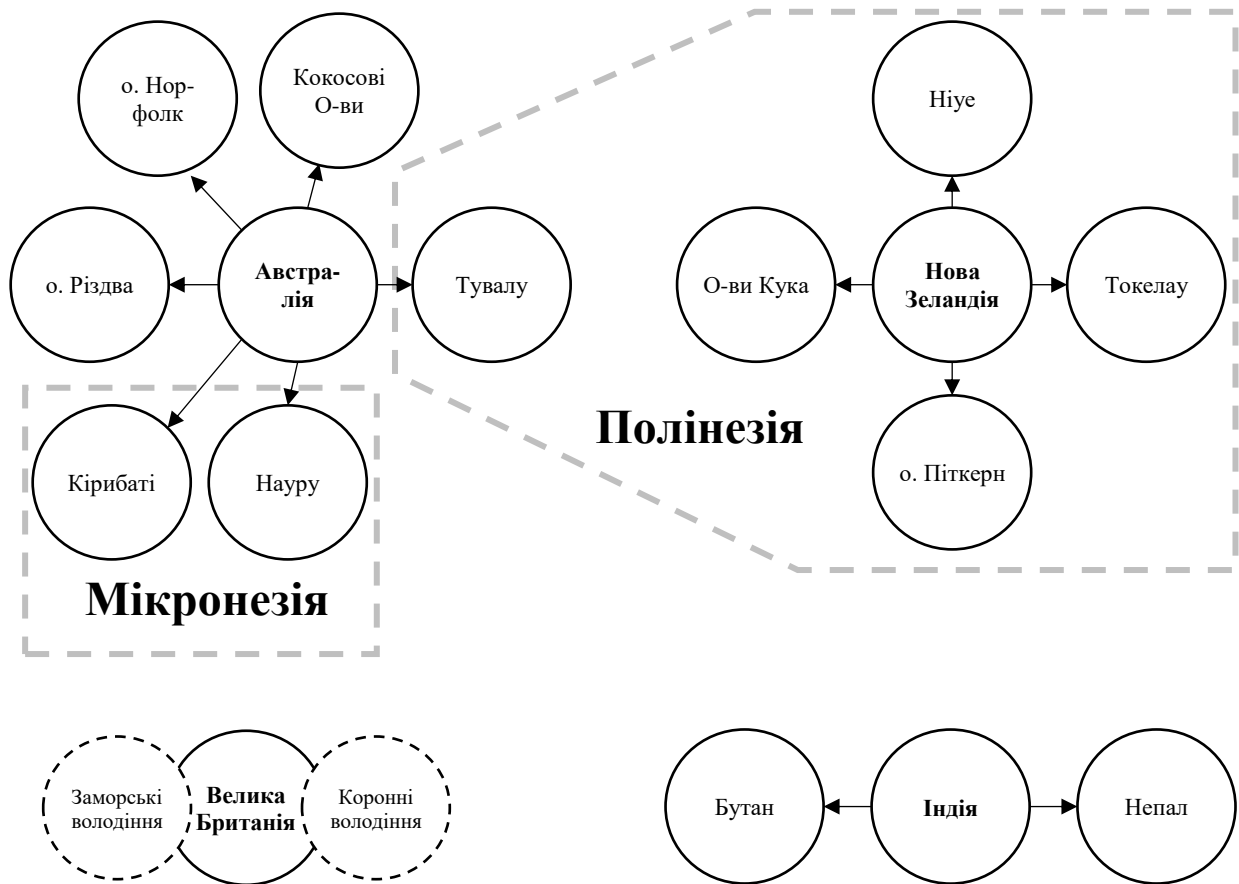 о. Нор-
фолк
Кокосові
О-ви
Ніуе
о. Різдва
Австра-
лія
Тувалу
О-ви Кука
Нова
Зеландія
Токелау
Полінезія
Кірибаті
Науру
о. Піткерн
Мікронезія
Заморські
володіння
Велика
Британія
Коронні
володіння
Бутан
Індія
Непал